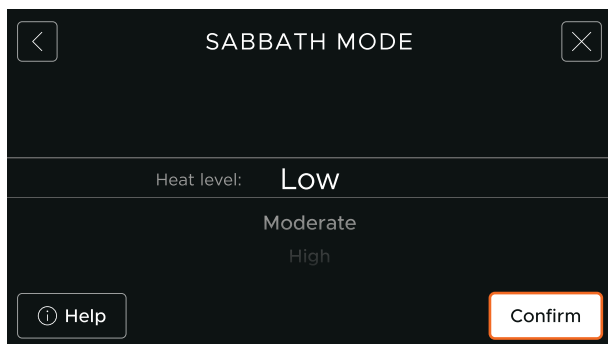 SABBATH MODE
Heat level: Low
Moderate
High
Help
Confirm